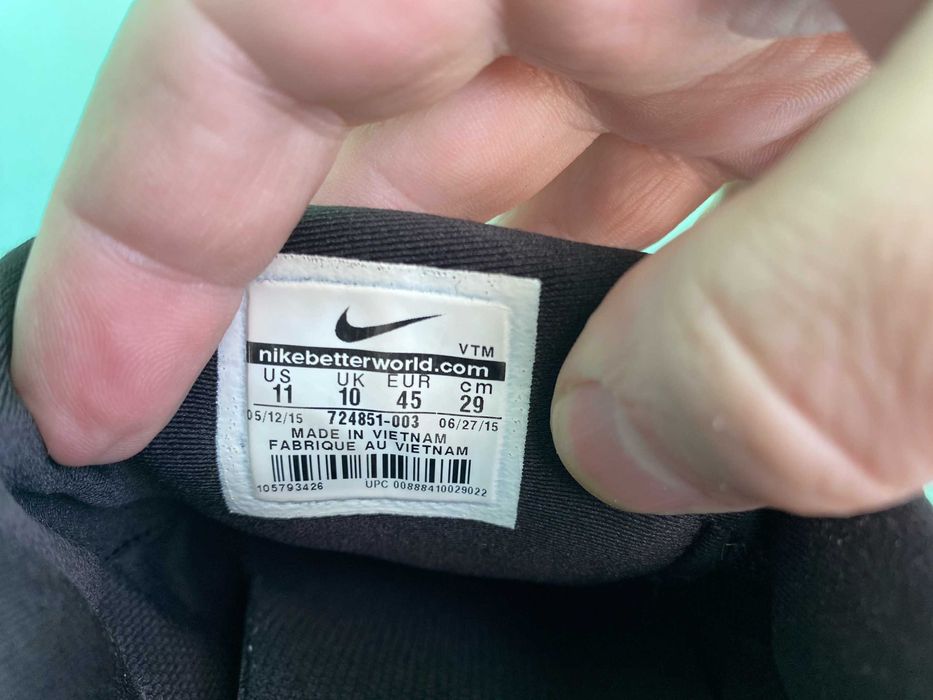 VTM
nikebetterworld.com
US UK EUR cm
11 10 45 29
05/12/15 724851-003 06/27/15
MADE IN VIETNAM
FABRIQUE AU VIETNAM
105793426 UPC 00888410029022